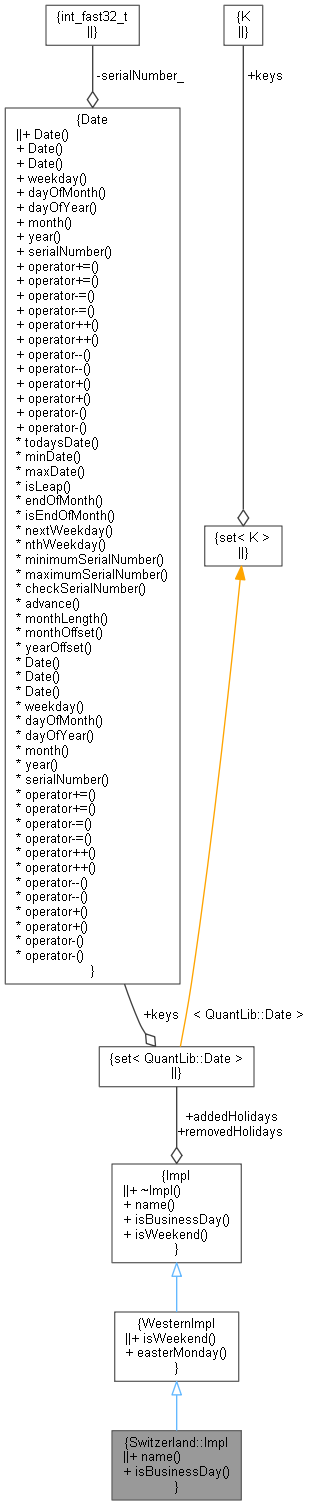 {int_fast32_t
||}
{K
||}
-serialNumber_
+keys
{Date
||+ Date()
+ Date()
+ Date()
+ weekday()
+ dayOfMonth()
+ dayOfYear()
+ month()
+ year()
+ serialNumber()
+ operator+=()
+ operator+=()
+ operator-=()
+ operator-=()
+ operator++()
+ operator++()
+ operator--()
+ operator--()
+ operator+()
+ operator+()
+ operator-()
+ operator-()
* todaysDate()
* minDate()
* maxDate()
* isLeap()
* endOfMonth()
* isEndOfMonth()
* nextWeekday()
* nthWeekday()
* minimumSerialNumber()
* maximumSerialNumber()
* checkSerialNumber()
* advance()
* monthLength()
* monthOffset()
* yearOffset()
* Date()
* Date()
* Date()
* weekday()
* dayOfMonth()
* dayOfYear()
* month()
* year()
* serialNumber()
* operator+=()
* operator+=()
* operator-=()
* operator-=()
* operator++()
* operator++()
* operator--()
* operator--()
* operator+()
* operator+()
* operator-()
* operator-()
}
{set< K >
||}
+keys
< QuantLib::Date >
{set< QuantLib::Date >
||}
+addedHolidays
+removedHolidays
{Impl
||+ ~Impl()
+ name()
+ isBusinessDay()
+ isWeekend()
}
{WesternImpl
||+ isWeekend()
+ easterMonday()
}
{Switzerland::Impl
||+ name()
+ isBusinessDay()
}